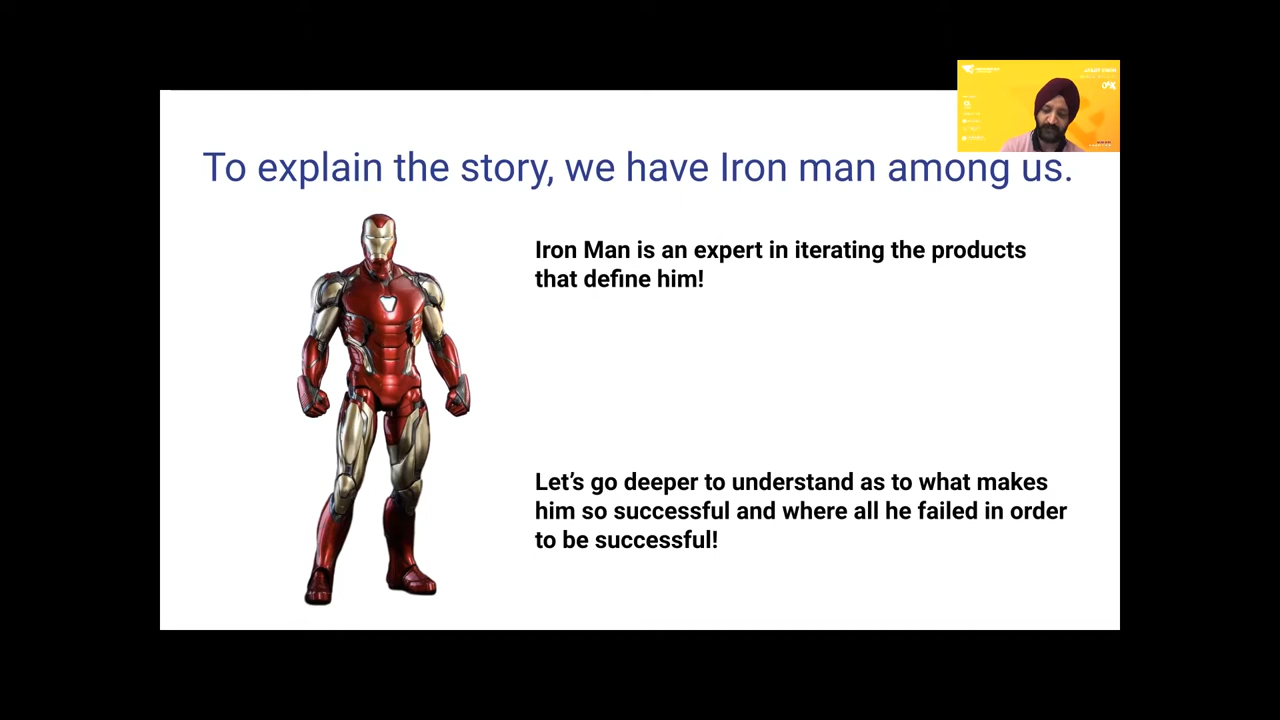 To explain the story, we have Iron man among us.
Iron Man is an expert in iterating the products
that define him!
Let’s go deeper to understand as to what makes
him so successful and where all he failed in order
to be successful!